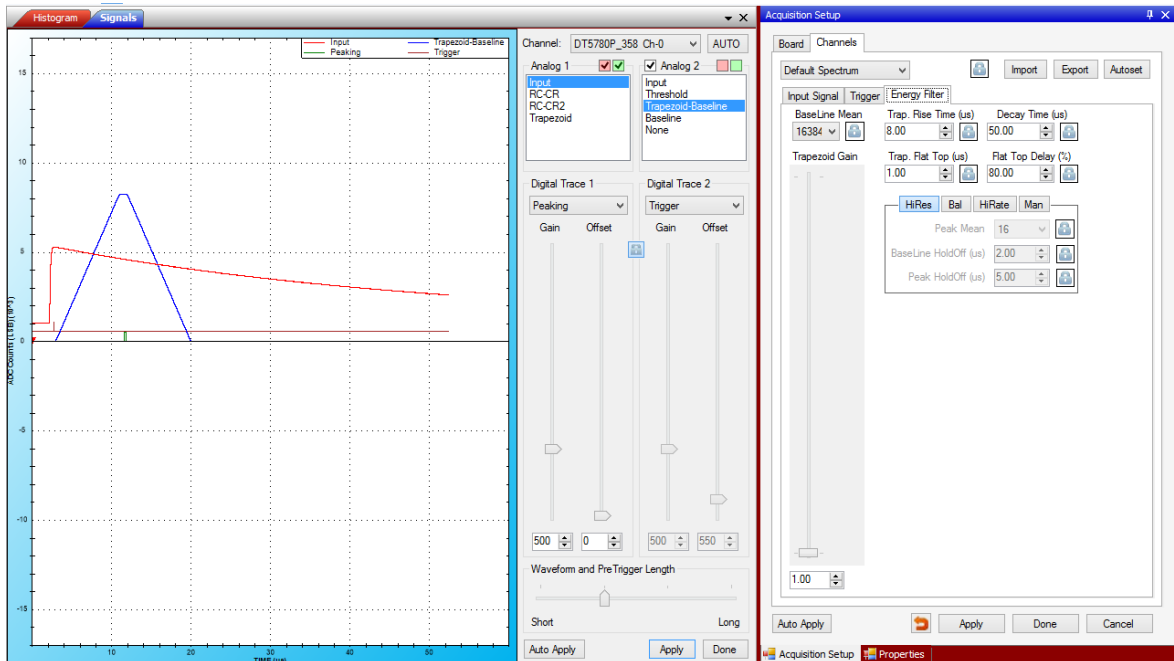 Histogram Signals
Input Trapezoid-Baseline
Peaking Trigger
15
10
5
0
-5
-10
-15
ADC Counts (LSB) (10^3)
10 20 30 40 50
TIME (us)
Channel: DT5780P_358 Ch-0 AUTO
Analog 1 Analog 2
Input
RC-CR
RC-CR2
Trapezoid
Input
Threshold
Trapezoid-Baseline
Baseline
None
Digital Trace 1 Digital Trace 2
Peaking Trigger
Gain Offset Gain Offset
500 0 500 550
Waveform and PreTrigger Length
Short Long
Auto Apply Apply Done
Acquisition Setup
Board Channels
Default Spectrum Import Export Autoset
Input Signal Trigger Energy Filter
BaseLine Mean Trap. Rise Time (us) Decay Time (us)
16384 8.00 50.00
Trapezoid Gain Trap. Flat Top (us) Flat Top Delay (%)
1.00 80.00
HiRes Bal HiRate Man
Peak Mean 16
BaseLine HoldOff (us) 2.00
Peak HoldOff (us) 5.00
1.00
Auto Apply Apply Done Cancel
Acquisition Setup Properties